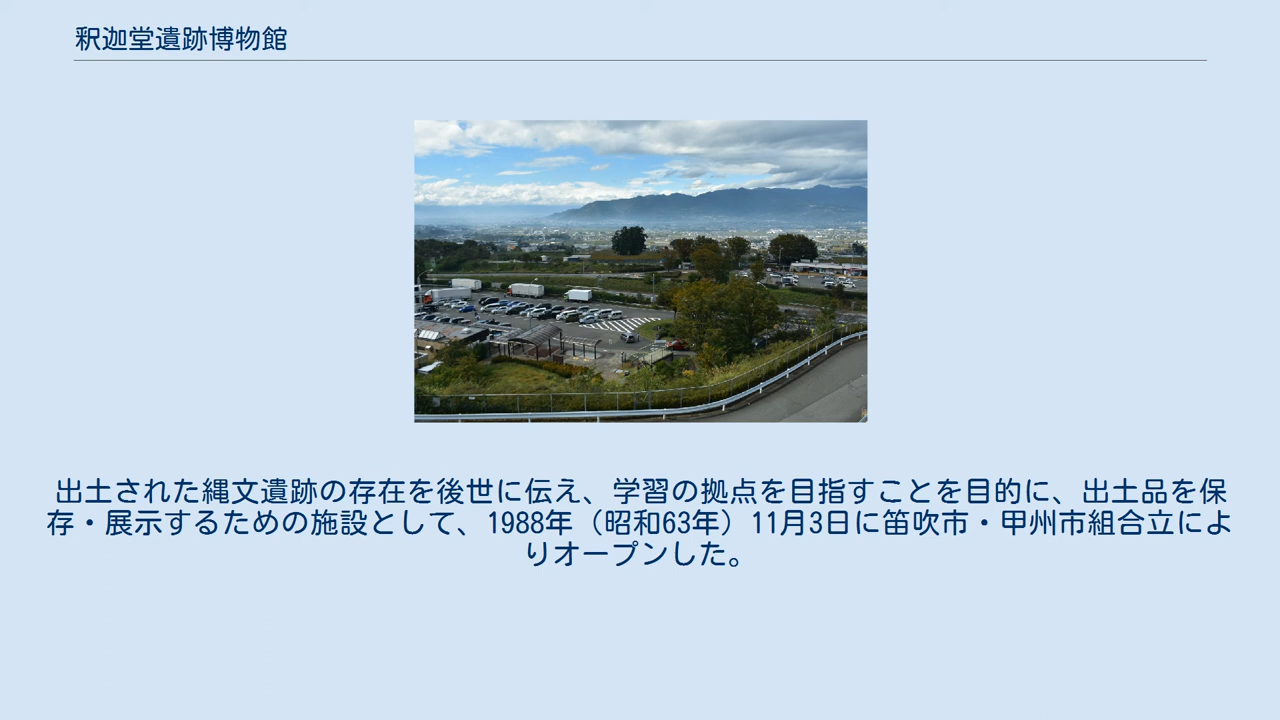 釈迦堂遺跡博物館
出土された縄文遺跡の存在を後世に伝え、学習の拠点を目指すことを目的に、出土品を保
存・展示するための施設として、1988年（昭和63年）11月3日に笛吹市・甲州市組合立によ
りオープンした。